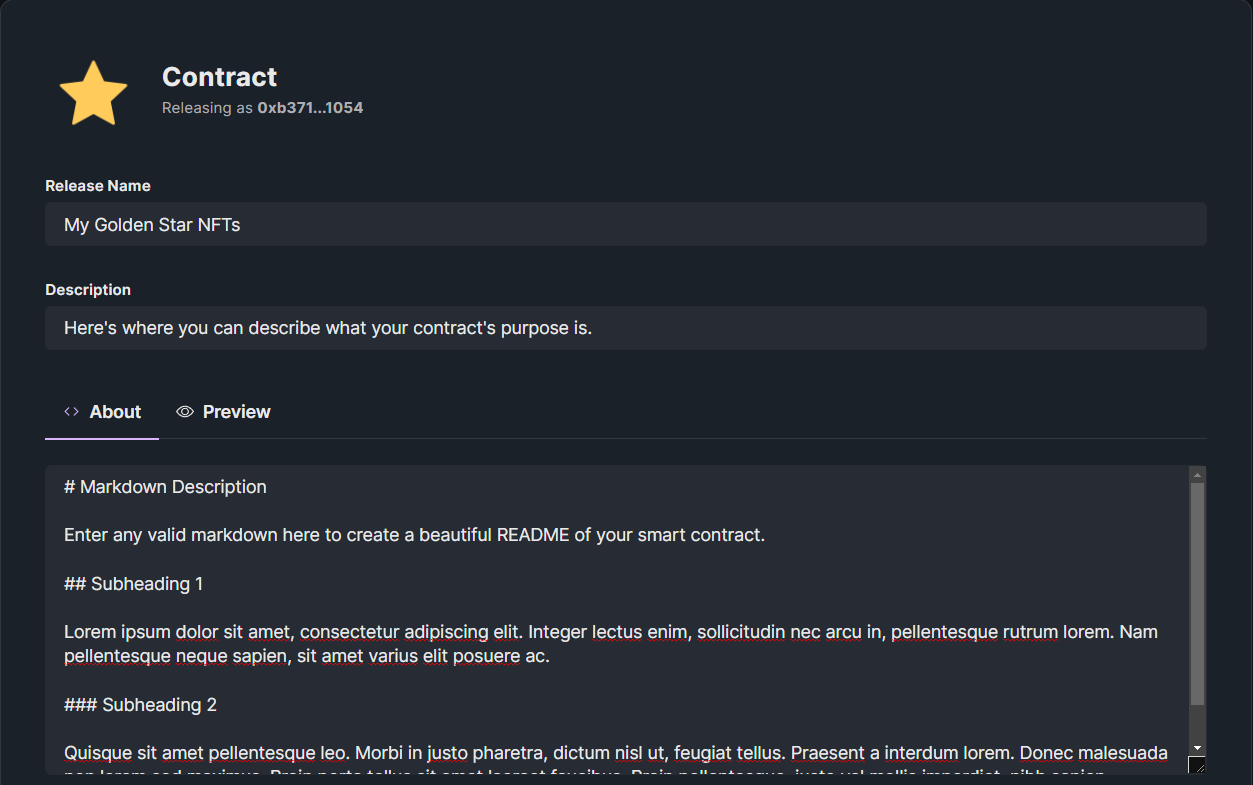 Contract
Releasing as 0xb371...1054
Release Name
My Golden Star NFTs
Description
Here's where you can describe what your contract's purpose is.
About Preview
# Markdown Description
Enter any valid markdown here to create a beautiful README of your smart contract.
## Subheading 1
Lorem ipsum dolor sit amet, consectetur adipiscing elit. Integer lectus enim, sollicitudin nec arcu in, pellentesque rutrum lorem. Nam
pellentesque neque sapien, sit amet varius elit posuere ac.
### Subheading 2
Quisque sit amet pellentesque leo. Morbi in justo pharetra, dictum nisl ut, feugiat tellus. Praesent a interdum lorem. Donec malesuada